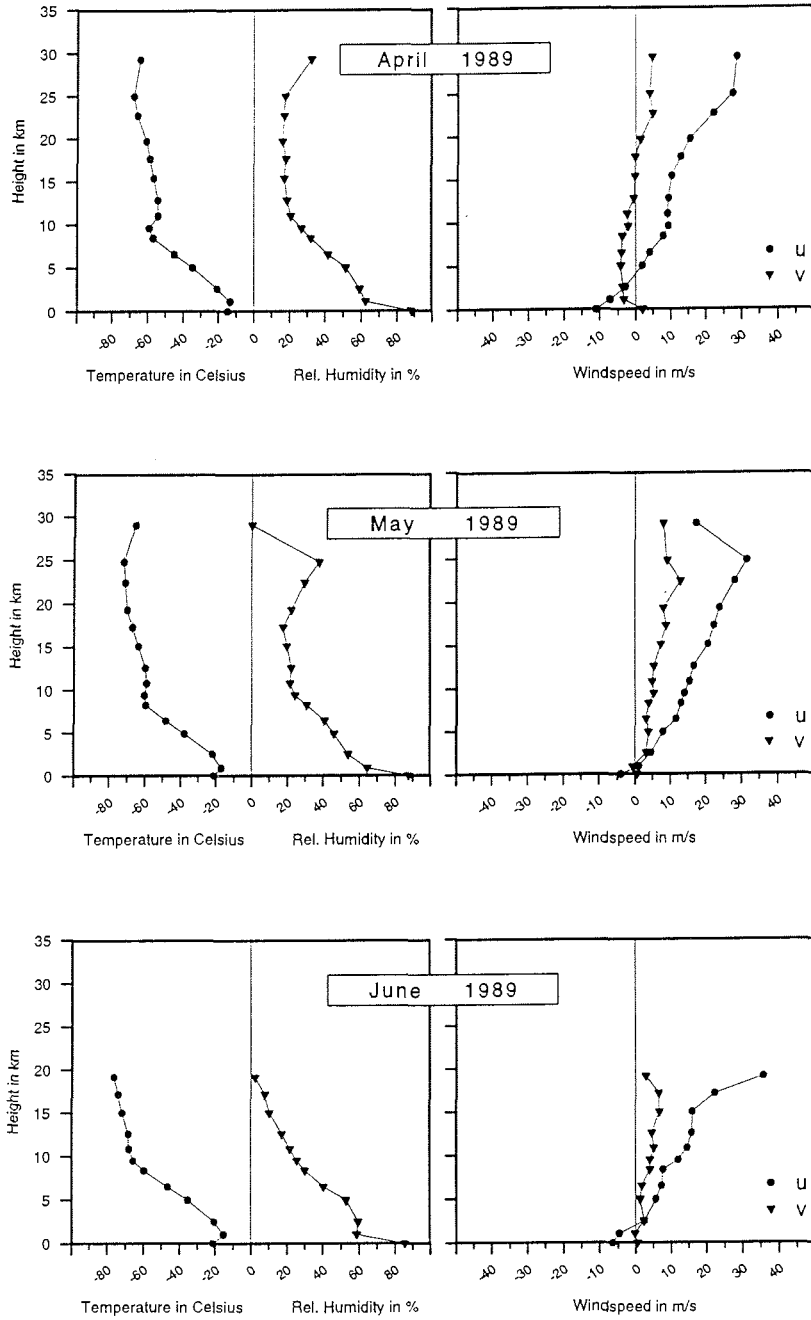 April 1989
Height in km
35
30
25
20
15
10
5
0
-80 -60 -40 -20 0 20 40 60 80
Temperature in Celsius Rel. Humidity in %
u
v
-40 -30 -20 -10 0 10 20 30 40
Windspeed in m/s
May 1989
Height in km
35
30
25
20
15
10
5
0
-80 -60 -40 -20 0 20 40 60 80
Temperature in Celsius Rel. Humidity in %
u
v
-40 -30 -20 -10 0 10 20 30 40
Windspeed in m/s
June 1989
Height in km
35
30
25
20
15
10
5
0
-80 -60 -40 -20 0 20 40 60 80
Temperature in Celsius Rel. Humidity in %
u
v
-40 -30 -20 -10 0 10 20 30 40
Windspeed in m/s